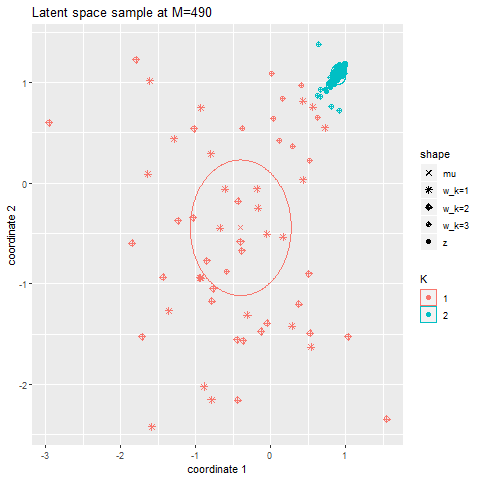 Latent space sample at M=490
coordinate 2
1
0
-1
-2
-3
-2
-1
0
1
coordinate 1
shape
mu
w_k=1
w_k=2
w_k=3
z
K
1
2